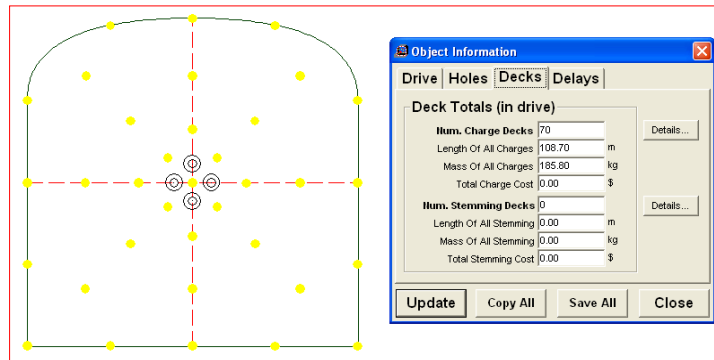 Object Information
Drive Holes Decks Delays
Deck Totals (in drive)
Num. Charge Decks 70 Details...
Length Of All Charges 108.70 m
Mass Of All Charges 185.80 kg
Total Charge Cost 0.00 $
Num. Stemming Decks 0 Details...
Length Of All Stemming 0.00 m
Mass Of All Stemming 0.00 kg
Total Stemming Cost 0.00 $
Update Copy All Save All Close